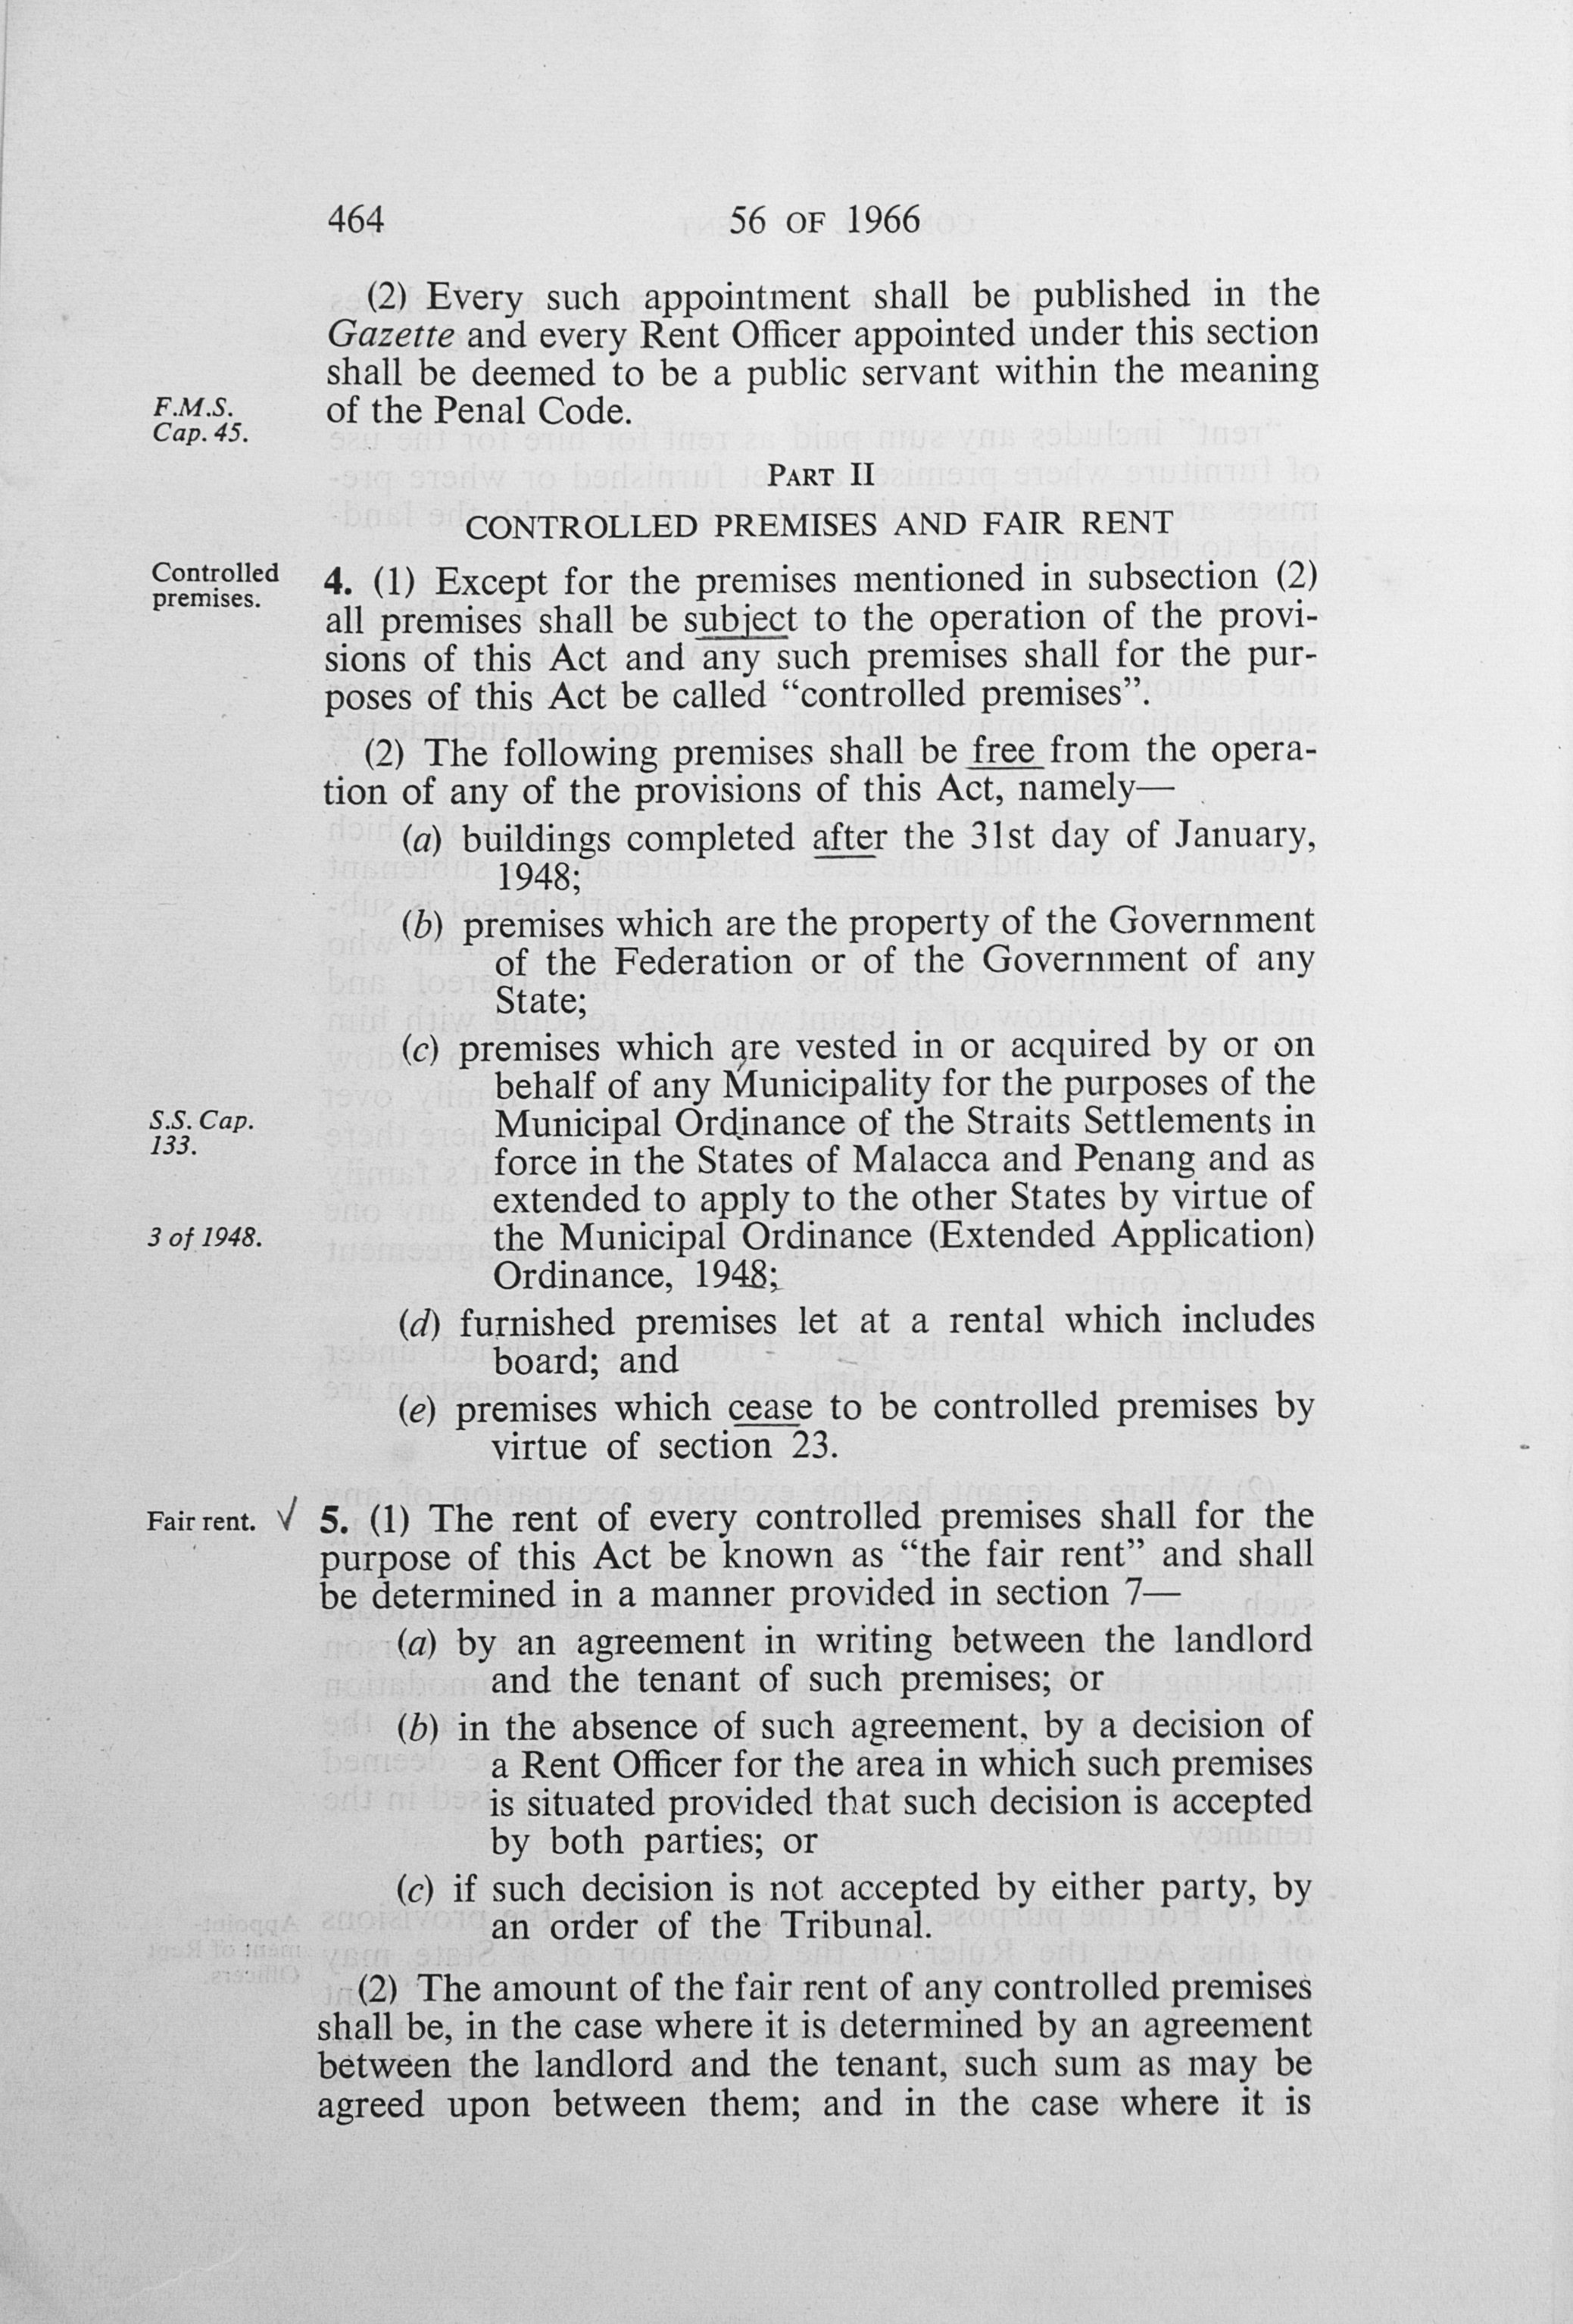 464 56 OF 1966
(2) Every such appointment shall be published in the
Gazette and every Rent Officer appointed under this section
shall be deemed to be a public servant within the meaning
F.M.S.
Cap. 45.
of the Penal Code.
PART II
CONTROLLED PREMISES AND FAIR RENT
Controlled
premises.
4. (1) Except for the premises mentioned in subsection (2)
all premises shall be subject to the operation of the provi-
sions of this Act and any such premises shall for the pur-
poses of this Act be called “controlled premises”.
(2) The following premises shall be free from the opera-
tion of any of the provisions of this Act, namely—
(a) buildings completed after the 31st day of January,
1948;
(b) premises which are the property of the Government
of the Federation or of the Government of any
State;
(c) premises which are vested in or acquired by or on
behalf of any Municipality for the purposes of the
S.S. Cap.
133.
Municipal Ordinance of the Straits Settlements in
force in the States of Malacca and Penang and as
extended to apply to the other States by virtue of
3 of 1948.
the Municipal Ordinance (Extended Application)
Ordinance, 1948;
(d) furnished premises let at a rental which includes
board; and
(e) premises which cease to be controlled premises by
virtue of section 23.
Fair rent. √
5. (1) The rent of every controlled premises shall for the
purpose of this Act be known as “the fair rent” and shall
be determined in a manner provided in section 7—
(a) by an agreement in writing between the landlord
and the tenant of such premises; or
(b) in the absence of such agreement, by a decision of
a Rent Officer for the area in which such premises
is situated provided that such decision is accepted
by both parties; or
(c) if such decision is not accepted by either party, by
an order of the Tribunal.
(2) The amount of the fair rent of any controlled premises
shall be, in the case where it is determined by an agreement
between the landlord and the tenant, such sum as may be
agreed upon between them; and in the case where it is